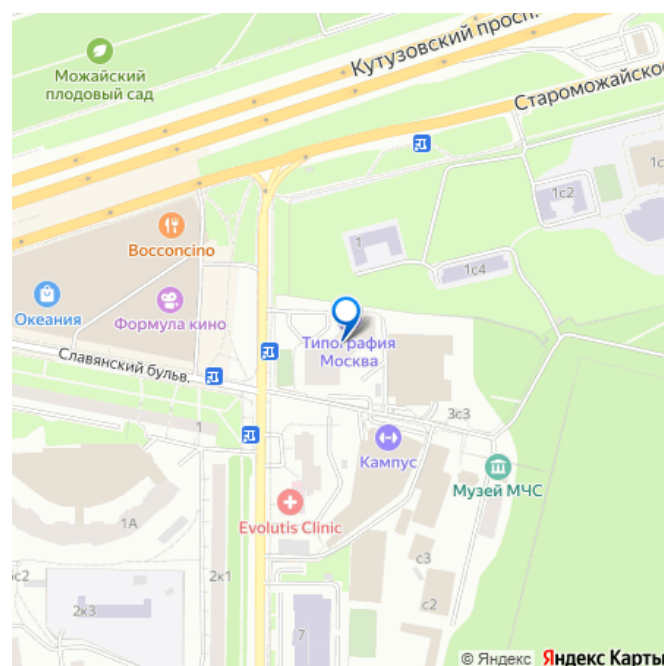 Кутузовский просп.
Можайский
плодовый сад
Староможайское
1с
1с2
1
1с4
Bocconcino
Океания
Формула кино
Типография
Москва
Славянский бульв.
3с3
1
Кампус
Музей МЧС
1А
Evolutis Clinic
с3
2к1
с2
2к3
7
© Яндекс Яндекс Карты